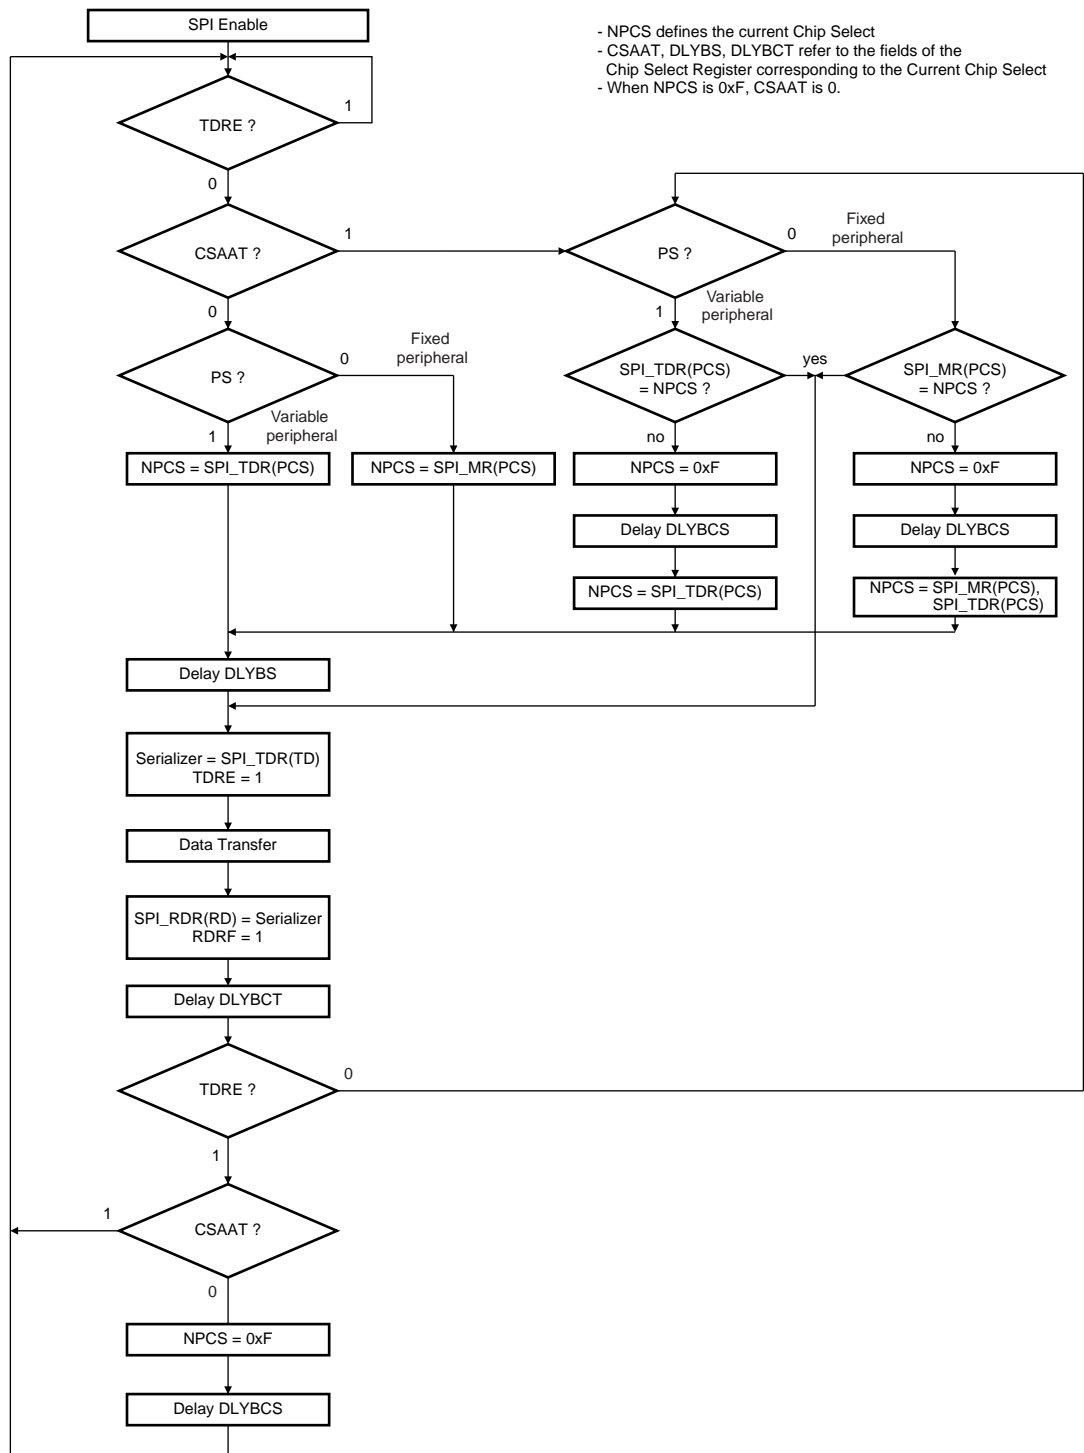 SPI Enable
- NPCS defines the current Chip Select
- CSAAT, DLYBS, DLYBCT refer to the fields of the
Chip Select Register corresponding to the Current Chip Select
- When NPCS is 0xF, CSAAT is 0.
TDRE ?
1
0
CSAAT ?
1
0
PS ?
0
Fixed
peripheral
1
Variable
peripheral
PS ?
0
Fixed
peripheral
1
Variable
peripheral
SPI_TDR(PCS)
= NPCS ?
yes
SPI_MR(PCS)
= NPCS ?
no
no
NPCS = SPI_TDR(PCS)
NPCS = SPI_MR(PCS)
NPCS = 0xF
NPCS = 0xF
Delay DLYBCS
Delay DLYBCS
NPCS = SPI_TDR(PCS)
NPCS = SPI_MR(PCS),
SPI_TDR(PCS)
Delay DLYBS
Serializer = SPI_TDR(TD)
TDRE = 1
Data Transfer
SPI_RDR(RD) = Serializer
RDRF = 1
Delay DLYBCT
TDRE ?
0
1
CSAAT ?
1
0
NPCS = 0xF
Delay DLYBCS